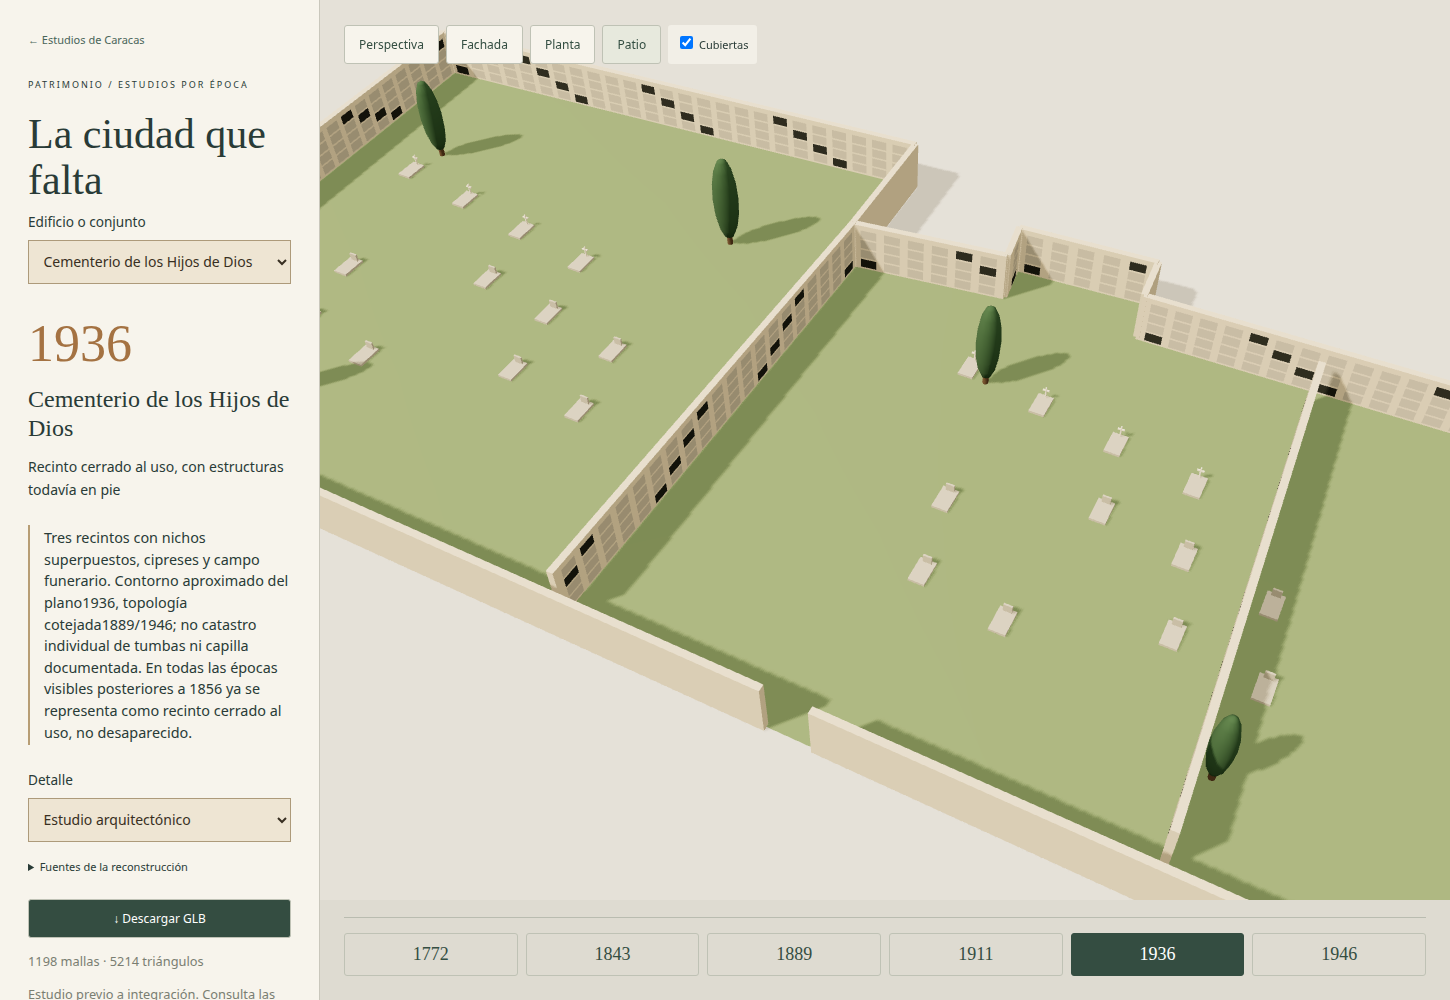 ← Estudios de Caracas
PATRIMONIO / ESTUDIOS POR ÉPOCA
La ciudad que
falta
Edificio o conjunto
Cementerio de los Hijos de Dios
1936
Cementerio de los Hijos de
Dios
Recinto cerrado al uso, con estructuras
todavía en pie
Tres recintos con nichos
superpuestos, cipreses y campo
funerario. Contorno aproximado del
plano1936, topología
cotejada1889/1946; no catastro
individual de tumbas ni capilla
documentada. En todas las épocas
visibles posteriores a 1856 ya se
representa como recinto cerrado al
uso, no desaparecido.
Detalle
Estudio arquitectónico
Fuentes de la reconstrucción
↓ Descargar GLB
1198 mallas · 5214 triángulos
Estudio previo a integración. Consulta las
Perspectiva
Fachada
Planta
Patio
Cubiertas
1772
1843
1889
1911
1936
1946